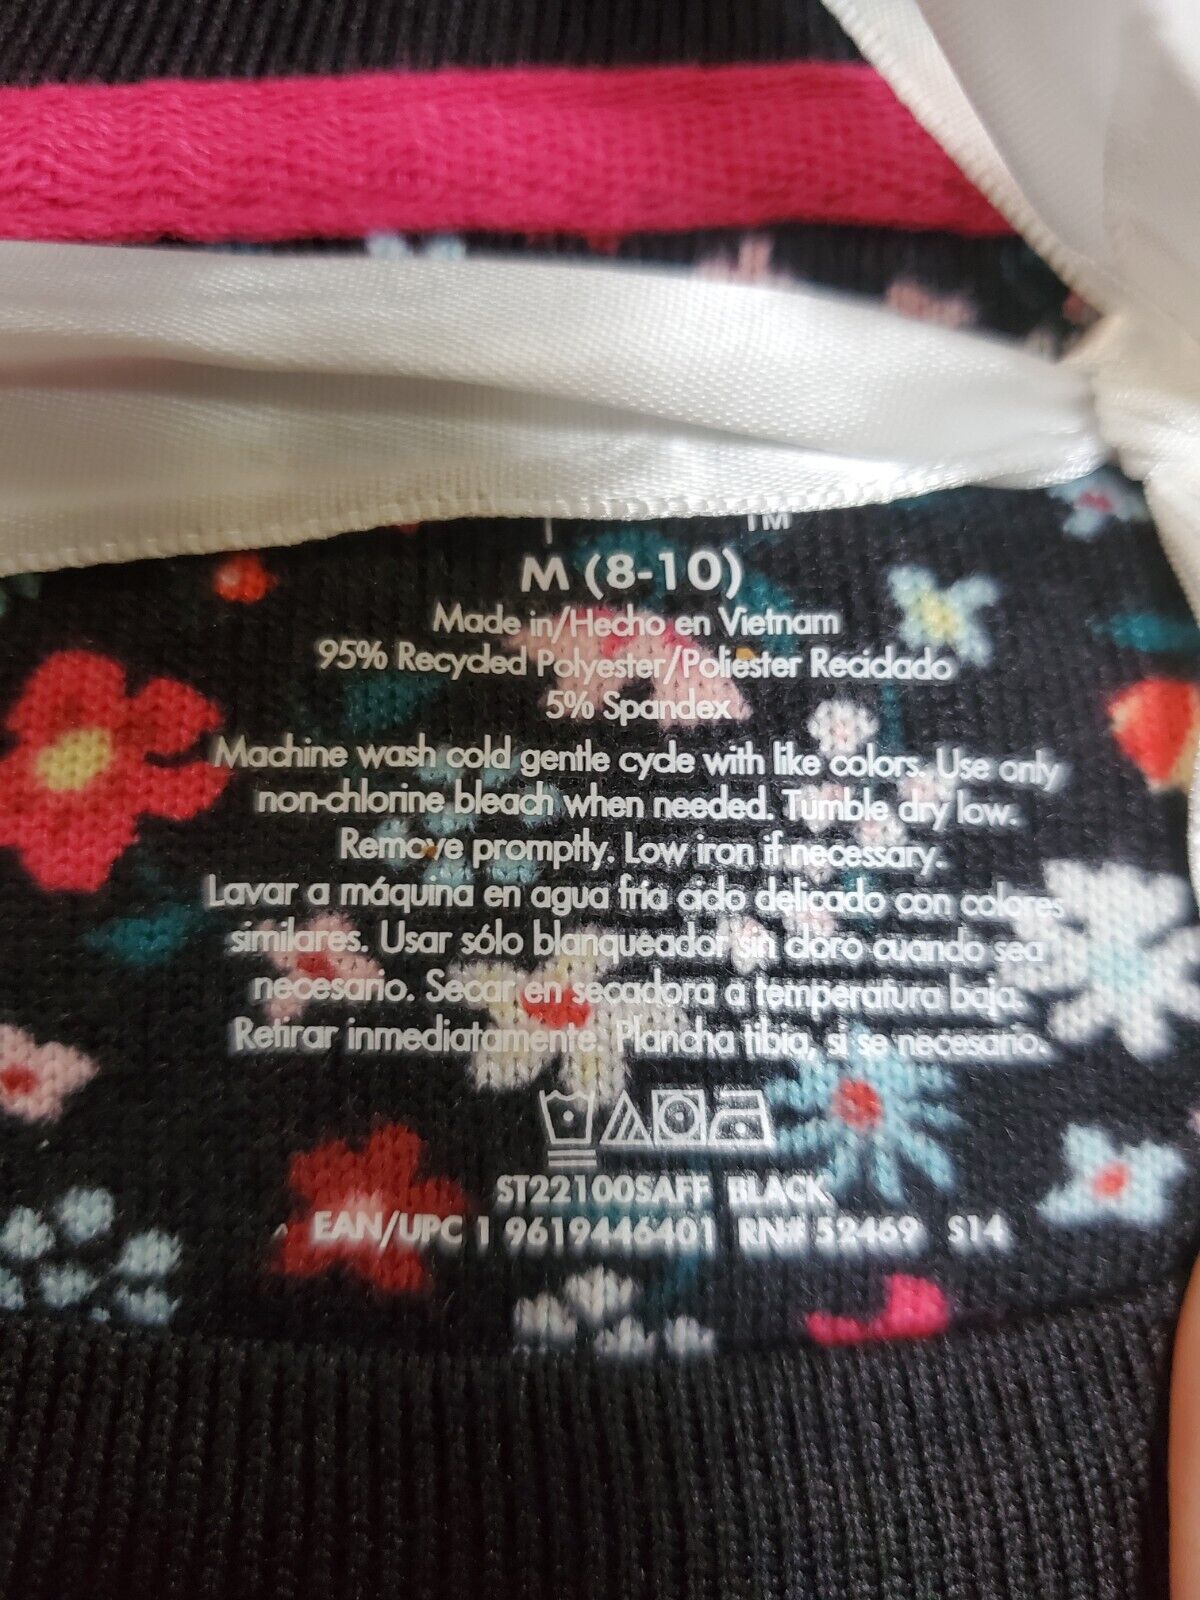 TM
M (8-10)
Made in/Hecho en Vietnam
95% Recycled Polyester/Poliester Reciclado
5% Spandex
Machine wash cold gentle cycle with like colors. Use only
non-chlorine bleach when needed. Tumble dry low.
Remove promptly. Low iron if necessary.
Lavar a máquina en agua fría ciclo delicado con colores
similares. Usar sólo blanqueador sin cloro cuando sea
necesario. Secar en secadora a temperatura baja.
Retirar inmediatamente. Plancha tibia, si se necesario.
ST22100SAFF BLACK
EAN/UPC 1 9619446401 RN# 52469 S14